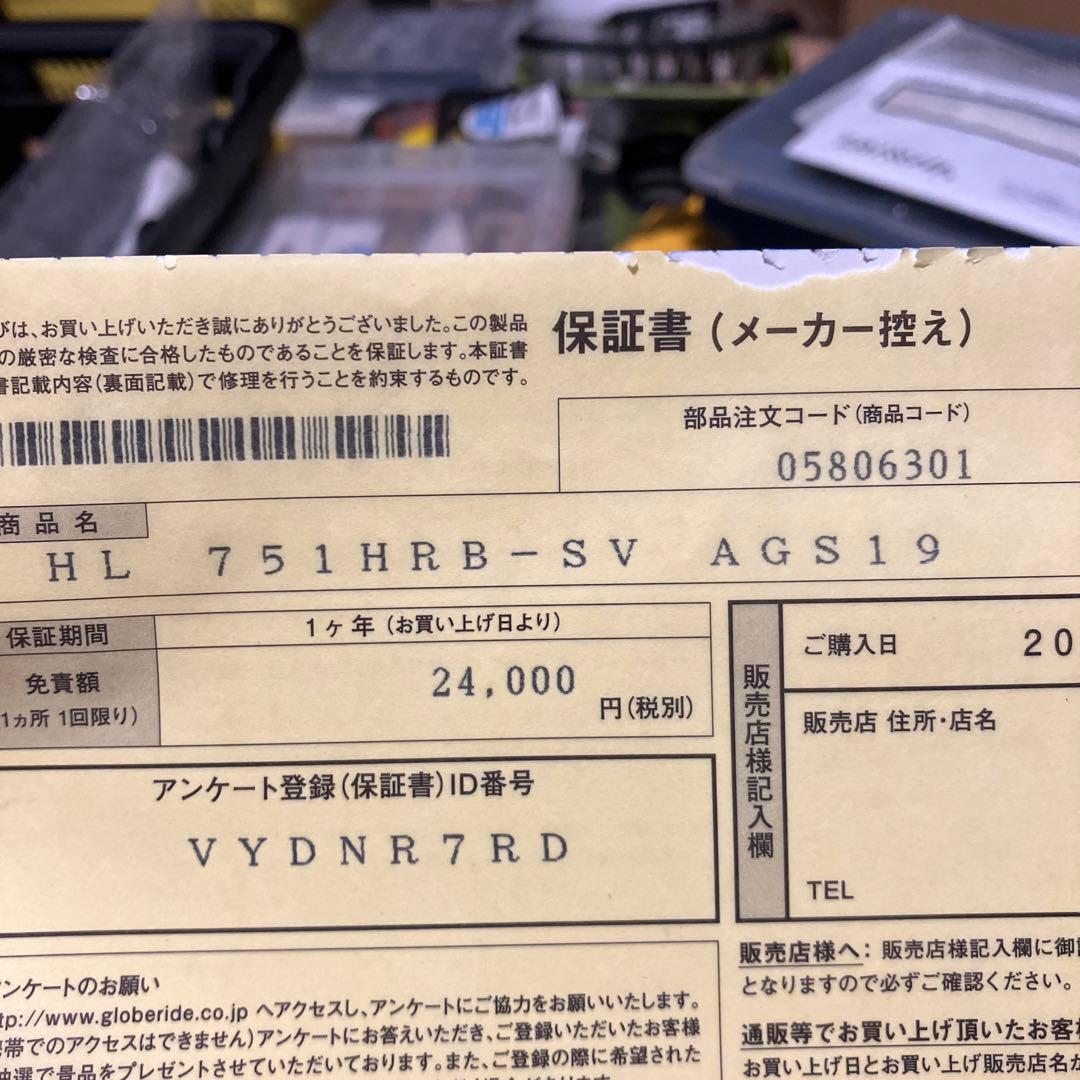 びは、お買い上げいただき誠にありがとうございました。この製品
の厳密な検査に合格したものであることを保証します。本証書
書記載内容(裏面記載)で修理を行うことを約束するものです。
保証書(メーカー控え)
部品注文コード(商品コード)
05806301
商品名
HL 751HRB-SV AGS19
保証期間
1ヶ年(お買い上げ日より)
免責額
1ヵ所 1回限り)
24,000
円(税別)
アンケート登録(保証書)ID番号
VYDNR7RD
販売店様記入欄
ご購入日 20
販売店 住所・店名
TEL
ンケートのお願い
tp://www.globeride.co.jp へアクセスし、アンケートにご協力をお願いいたします。
帯でのアクセスはできません)アンケートにお答えいただき、ご登録いただいたお客様
抽選で景品をプレゼントさせていただいております。また、ご登録の際に希望された
販売店様へ:販売店様記入欄に御
となりますので必ずご確認ください。
通販等でお買い上げ頂いたお客
お買い上げ日とお買い上げ販売店名が